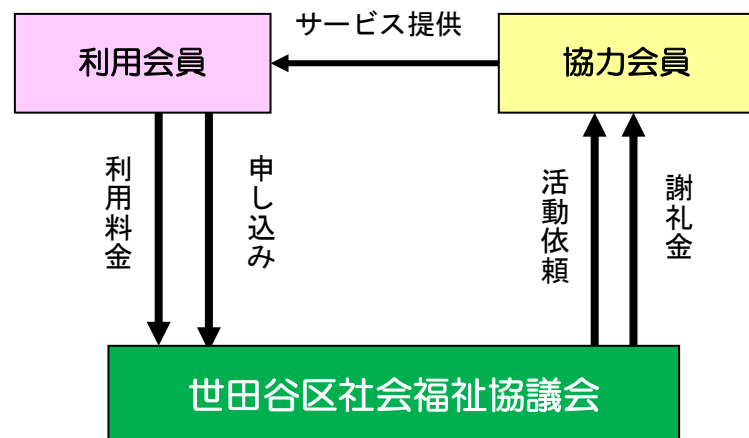 サービス提供
利用会員
協力会員
利用料金
申し込み
活動依頼
謝礼金
世田谷区社会福祉協議会